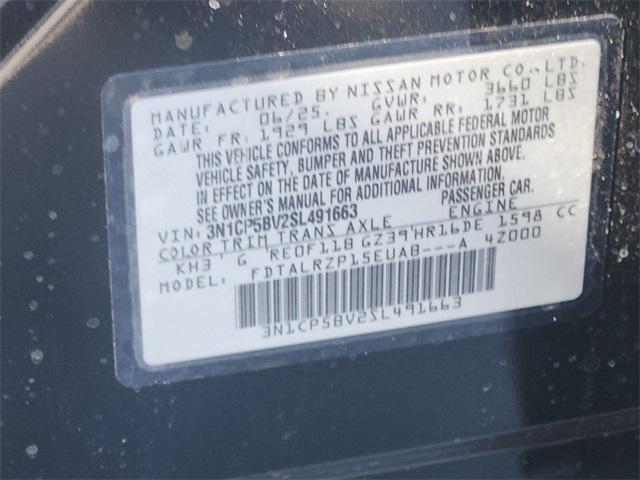 MANUFACTURED BY NISSAN MOTOR CO., LTD.
DATE: 06/25. GVWR: 3660 LBS
GAWR FR: 1929 LBS GAWR RR: 1731 LBS
THIS VEHICLE CONFORMS TO ALL APPLICABLE FEDERAL MOTOR
VEHICLE SAFETY, BUMPER AND THEFT PREVENTION STANDARDS
IN EFFECT ON THE DATE OF MANUFACTURE SHOWN ABOVE.
SEE OWNER'S MANUAL FOR ADDITIONAL INFORMATION.
VIN: 3N1CP5BV2SL491663 PASSENGER CAR.
COLOR TRIM TRANS AXLE ENGINE
KH3, G RE0F11B GZ39 HR16DE 1598 CC
MODEL: FDTALRZP15EUAB---A 4Z000
3N1CP5BV2SL491663